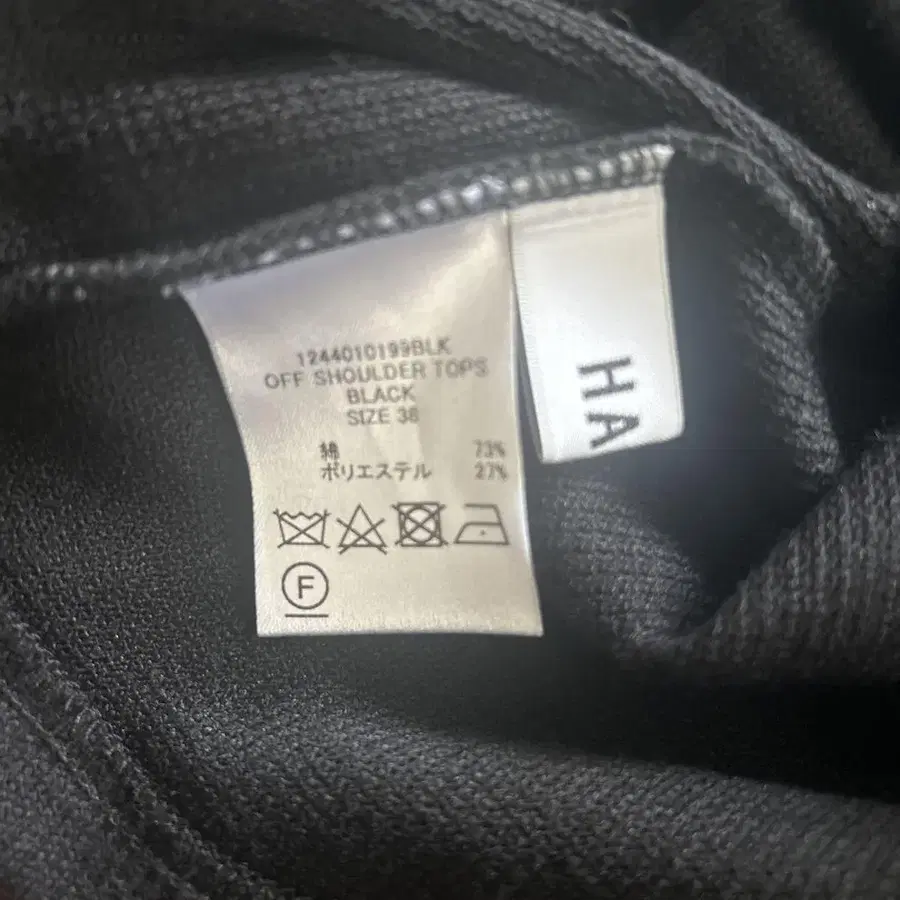 1244010199BLK
OFF SHOULDER TOPS
BLACK
SIZE 38
綿 73%
ポリエステル 27%
F
HA